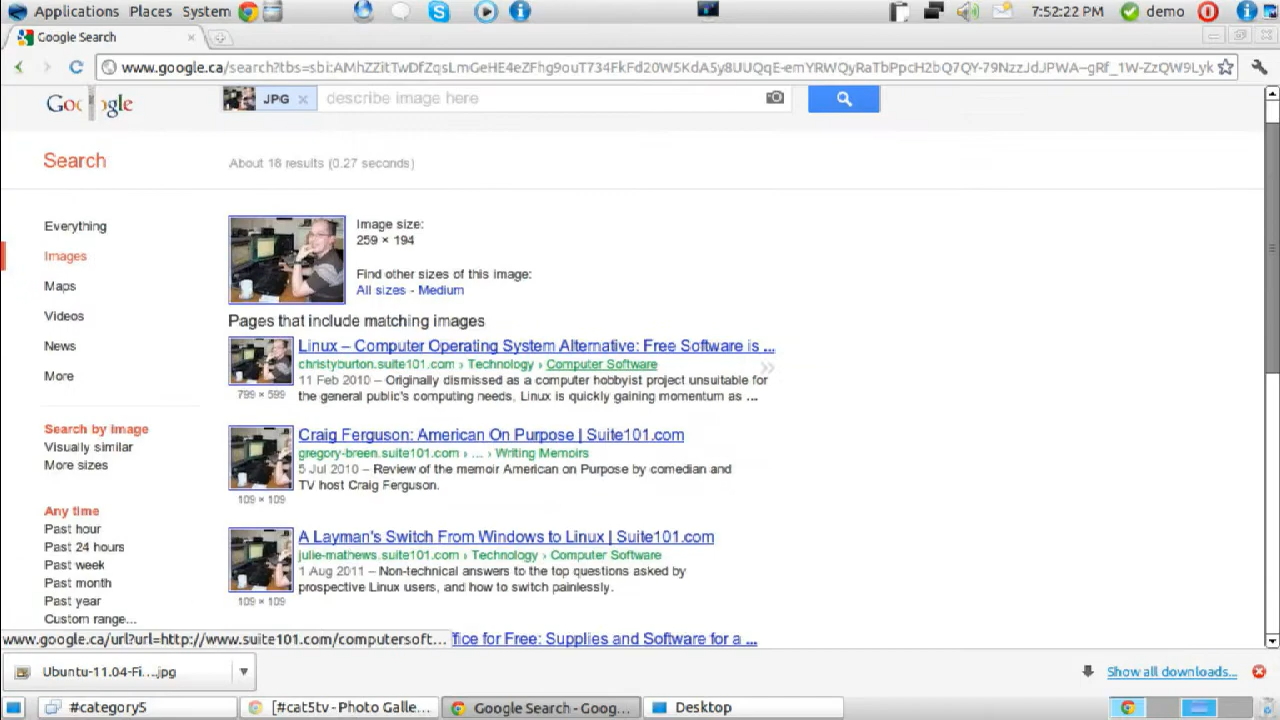 Applications Places System 7:52:22 PM demo
Google Search
www.google.ca/search?tbs=sbi:
Google JPG describe image here
Search About 18 results (0.27 seconds)
Everything
Images
Maps
Videos
News
More
Search by image
Visually similar
More sizes
Any time
Past hour
Past 24 hours
Past week
Past month
Past year
Custom range...
Image size:
259 × 194
Find other sizes of this image:
All sizes - Medium
Pages that include matching images
Linux – Computer Operating System Alternative: Free Software is ...
christyburton.suite101.com › Technology › Computer Software
11 Feb 2010 – Originally dismissed as a computer hobbyist project unsuitable for
the general public's computing needs, Linux is quickly gaining momentum as ...
799 × 599
Craig Ferguson: American On Purpose | Suite101.com
gregory-breen.suite101.com › ... › Writing Memoirs
5 Jul 2010 – Review of the memoir American on Purpose by comedian and
TV host Craig Ferguson.
109 × 109
A Layman's Switch From Windows to Linux | Suite101.com
julie-mathews.suite101.com › Technology › Computer Software
1 Aug 2011 – Non-technical answers to the top questions asked by
prospective Linux users, and how to switch painlessly.
109 × 109
www.google.ca/url?url=http://www.suite101.com/computersoft... ffice for Free: Supplies and Software for a ...
Ubuntu-11.04-Fi....jpg Show all downloads...
#category5 [#cat5tv - Photo Galle... Google Search - Goog... Desktop